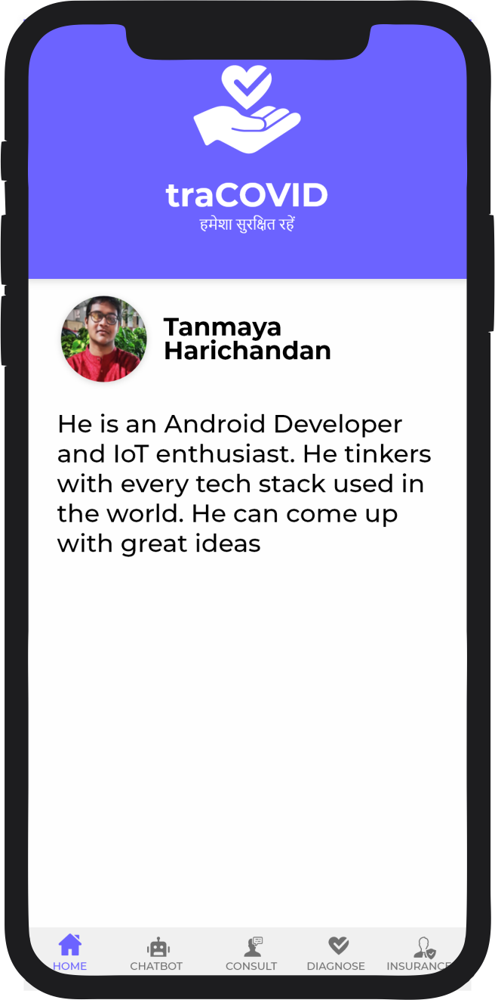 traCOVID
हमेशा सुरक्षित रहें
Tanmaya
Harichandan
He is an Android Developer
and IoT enthusiast. He tinkers
with every tech stack used in
the world. He can come up
with great ideas
HOME CHATBOT CONSULT DIAGNOSE INSURANCE